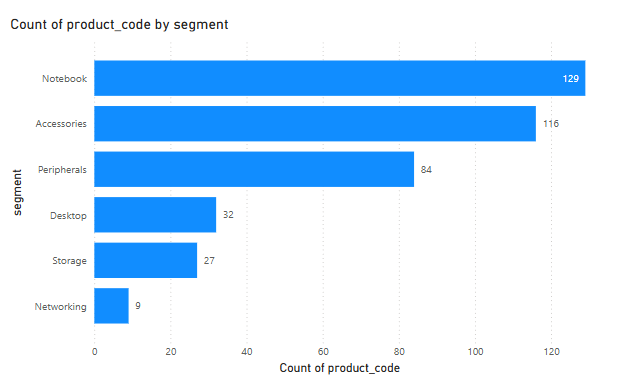 Count of product_code by segment
segment
Notebook 129
Accessories 116
Peripherals 84
Desktop 32
Storage 27
Networking 9
0 20 40 60 80 100 120
Count of product_code